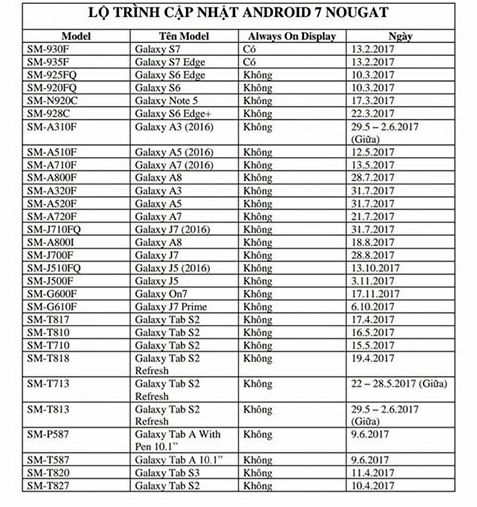 LỘ TRÌNH CẬP NHẬT ANDROID 7 NOUGAT
Model Tên Model Always On Display Ngày
SM-930F Galaxy S7 Có 13.2.2017
SM-935F Galaxy S7 Edge Có 13.2.2017
SM-925FQ Galaxy S6 Edge Không 10.3.2017
SM-920FQ Galaxy S6 Không 10.3.2017
SM-N920C Galaxy Note 5 Không 17.3.2017
SM-928C Galaxy S6 Edge+ Không 22.3.2017
SM-A310F Galaxy A3 (2016) Không 29.5 – 2.6.2017
(Giữa)
SM-A510F Galaxy A5 (2016) Không 12.5.2017
SM-A710F Galaxy A7 (2016) Không 13.5.2017
SM-A800F Galaxy A8 Không 28.7.2017
SM-A320F Galaxy A3 Không 31.7.2017
SM-A520F Galaxy A5 Không 31.7.2017
SM-A720F Galaxy A7 Không 21.7.2017
SM-J710FQ Galaxy J7 (2016) Không 31.7.2017
SM-A800I Galaxy A8 Không 18.8.2017
SM-J700F Galaxy J7 Không 28.8.2017
SM-J510FQ Galaxy J5 (2016) Không 13.10.2017
SM-J500F Galaxy J5 Không 3.11.2017
SM-G600F Galaxy On7 Không 17.11.2017
SM-G610F Galaxy J7 Prime Không 6.10.2017
SM-T817 Galaxy Tab S2 Không 17.4.2017
SM-T810 Galaxy Tab S2 Không 16.5.2017
SM-T710 Galaxy Tab S2 Không 15.5.2017
SM-T818 Galaxy Tab S2 Không 19.4.2017
Refresh
SM-T713 Galaxy Tab S2 Không 22 – 28.5.2017 (Giữa)
Refresh
SM-T813 Galaxy Tab S2 Không 29.5 – 2.6.2017
Refresh (Giữa)
SM-P587 Galaxy Tab A With Không 9.6.2017
Pen 10.1”
SM-T587 Galaxy Tab A 10.1” Không 9.6.2017
SM-T820 Galaxy Tab S3 Không 11.4.2017
SM-T827 Galaxy Tab S2 Không 10.4.2017